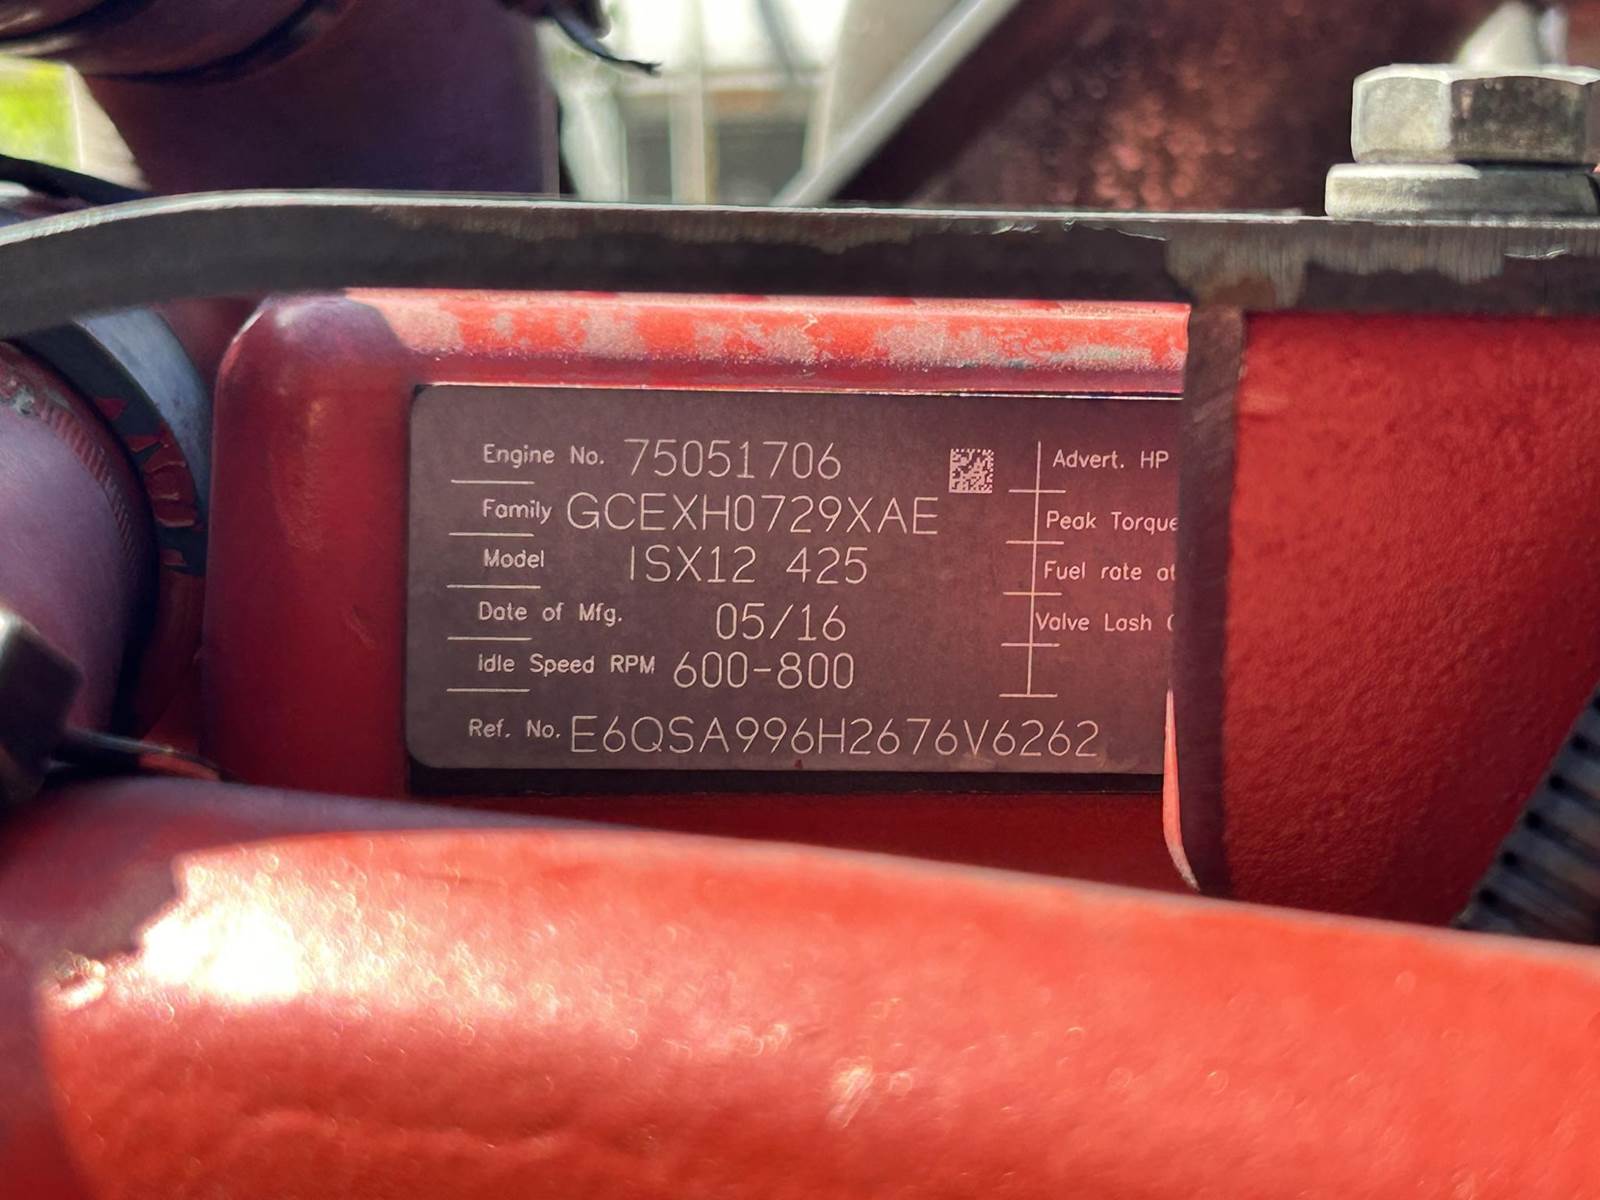 Engine No. 75051706
Family GCEXH0729XAE
Model ISX12 425
Date of Mfg. 05/16
Idle Speed RPM 600-800
Ref. No. E6QSA996H2676V6262
Advert. HP
Peak Torque
Fuel rate at
Valve Lash